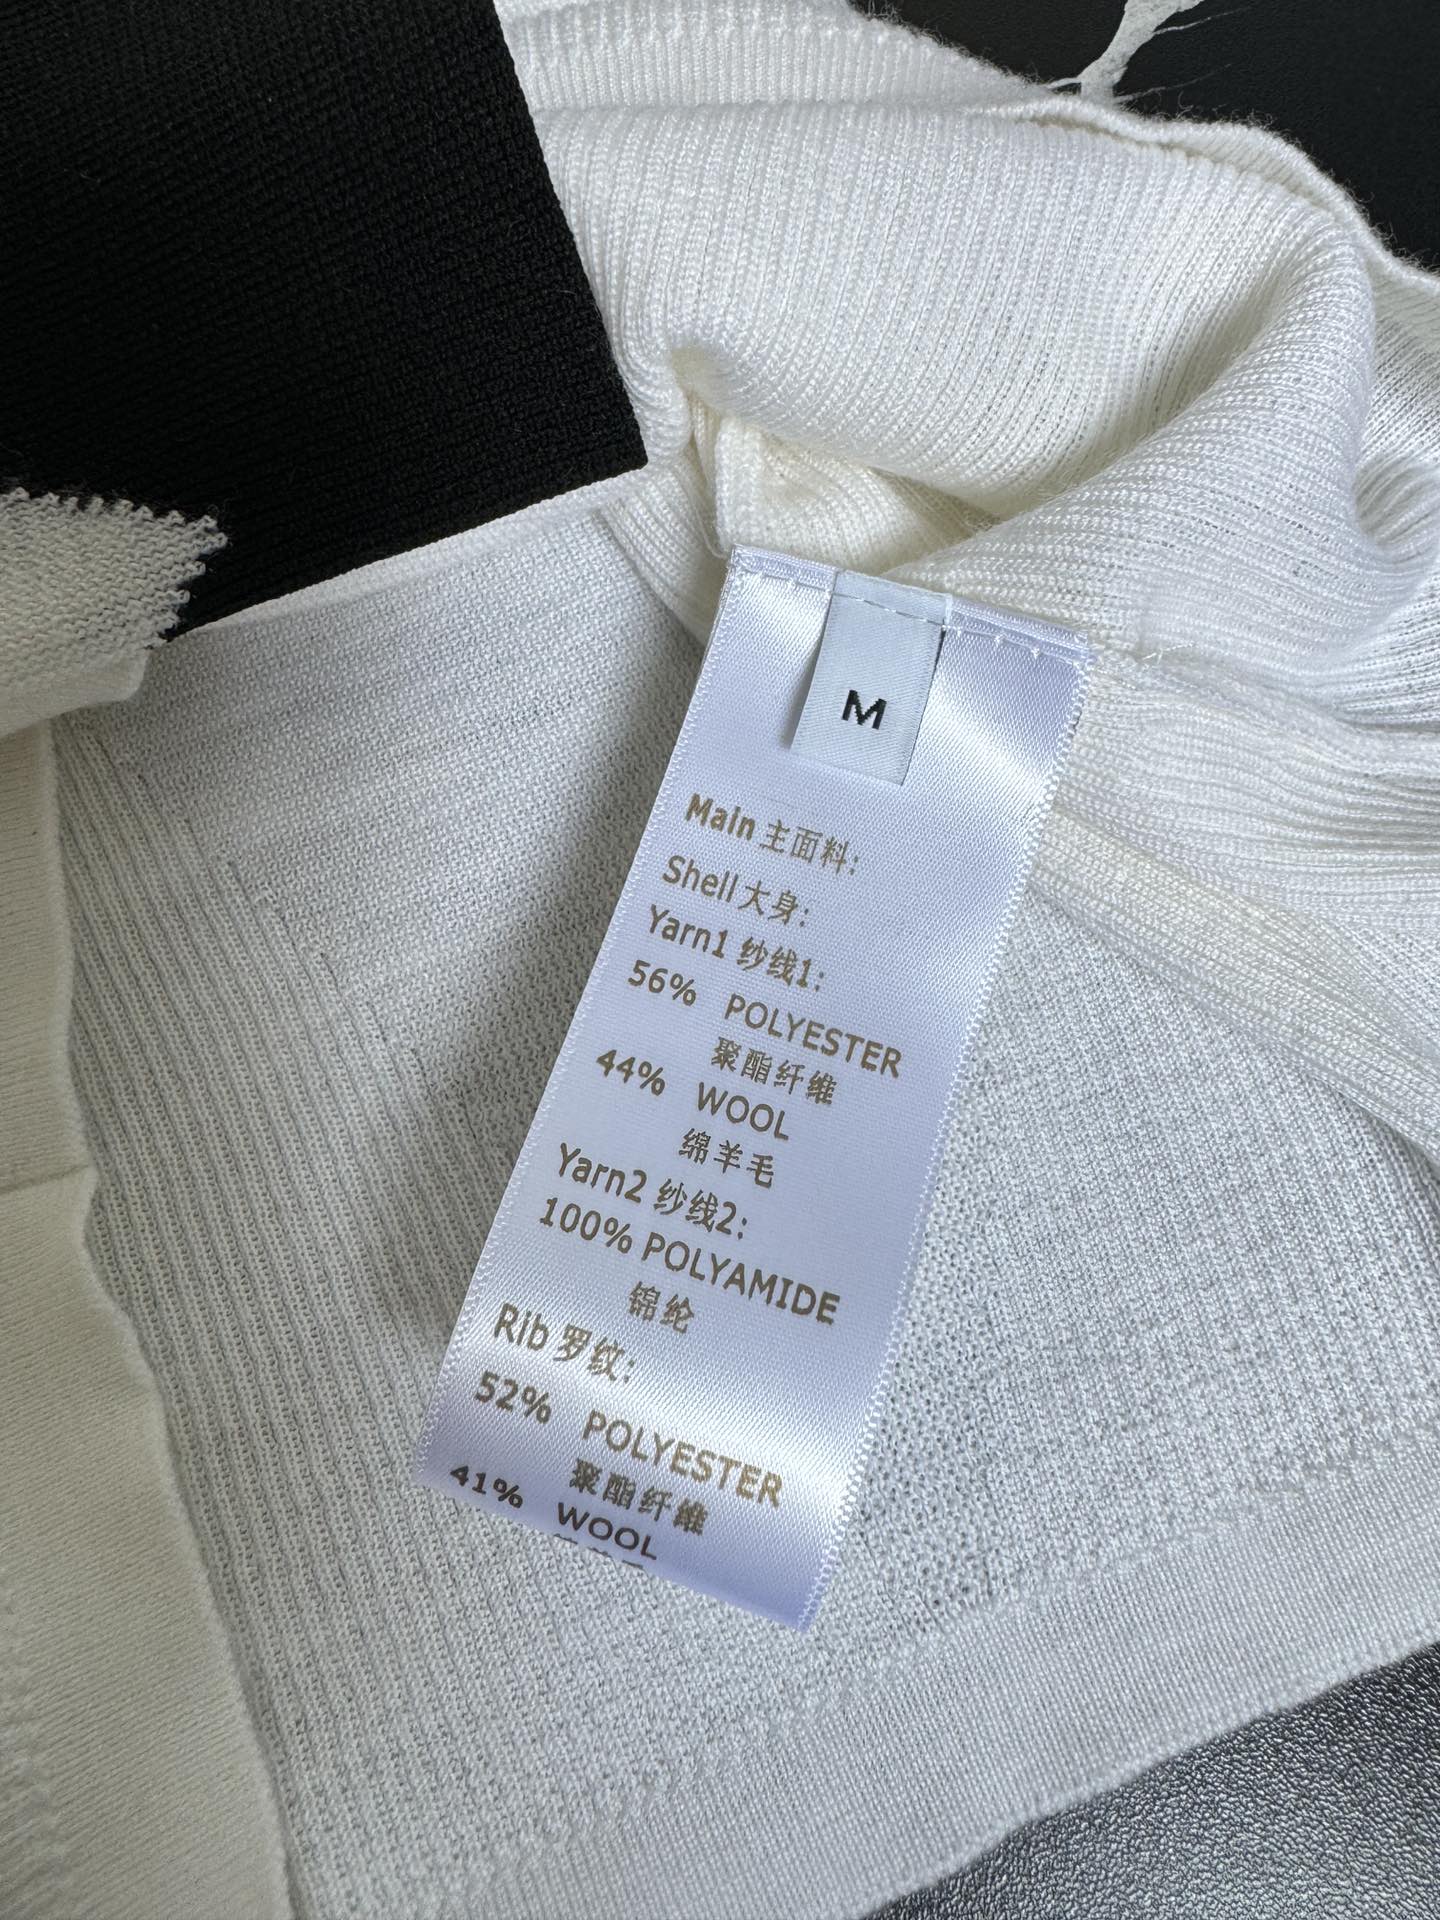 M
Main 主面料:
Shell 大身:
Yarn1 纱线1:
56% POLYESTER
聚酯纤维
44% WOOL
绵羊毛
Yarn2 纱线2:
100% POLYAMIDE
锦纶
Rib 罗纹:
52% POLYESTER
聚酯纤维
41% WOOL